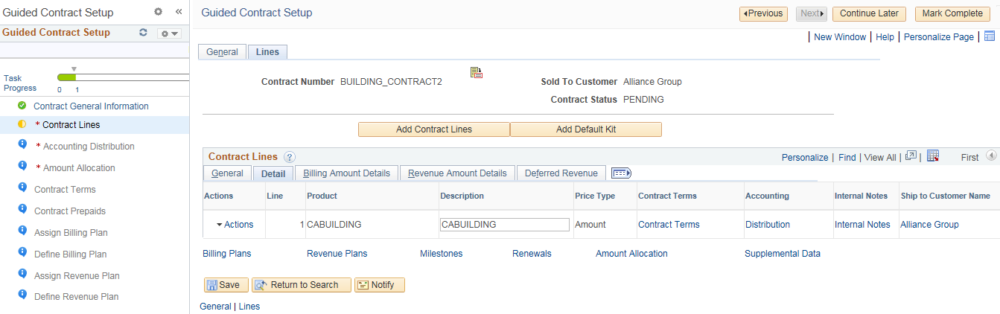 Guided Contract Setup
Guided Contract Setup
Task
Progress
0 1
Contract General Information
* Contract Lines
* Accounting Distribution
* Amount Allocation
Contract Terms
Contract Prepaids
Assign Billing Plan
Define Billing Plan
Assign Revenue Plan
Define Revenue Plan
Guided Contract Setup
Previous Next Continue Later Mark Complete
| New Window | Help | Personalize Page |
General Lines
Contract Number BUILDING_CONTRACT2 Sold To Customer Alliance Group
Contract Status PENDING
Add Contract Lines Add Default Kit
Contract Lines ? Personalize | Find | View All | | First
General Detail Billing Amount Details Revenue Amount Details Deferred Revenue
Actions Line Product Description Price Type Contract Terms Accounting Internal Notes Ship to Customer Name
Actions 1 CABUILDING CABUILDING Amount Contract Terms Distribution Internal Notes Alliance Group
Billing Plans Revenue Plans Milestones Renewals Amount Allocation Supplemental Data
Save Return to Search Notify
General | Lines